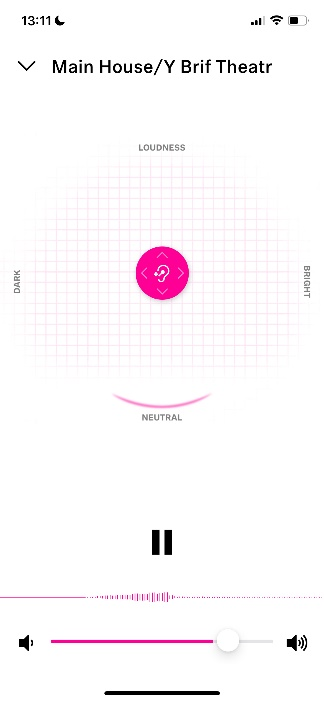 13:11
Main House/Y Brif Theatr
LOUDNESS
DARK
BRIGHT
NEUTRAL